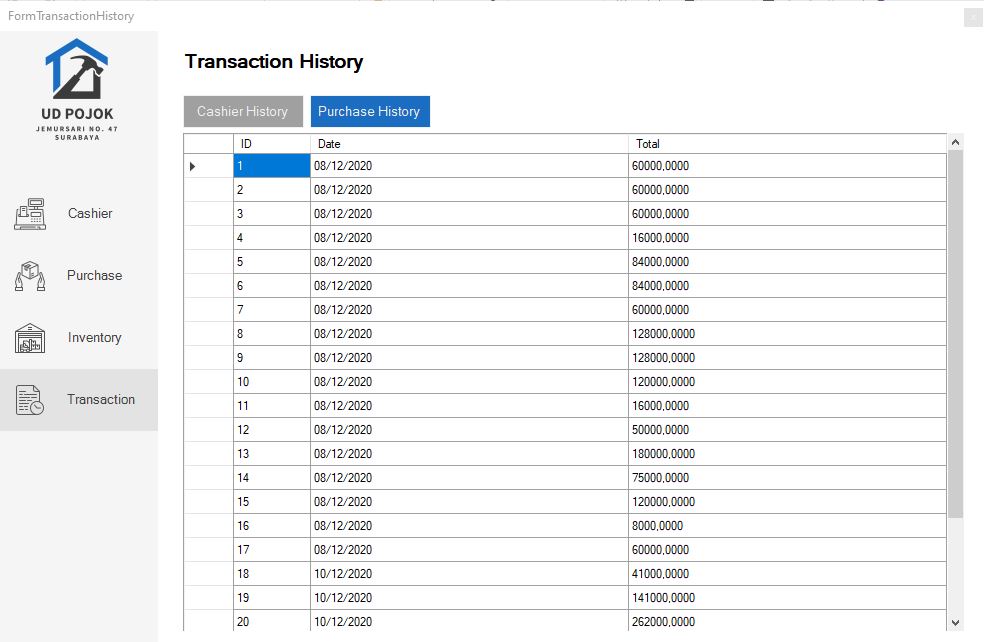 FormTransactionHistory
x
UD POJOK
JEMURSARI NO. 47
SURABAYA
Cashier
Purchase
Inventory
Transaction
Transaction History
Cashier History Purchase History
ID Date Total
1 08/12/2020 60000,0000
2 08/12/2020 60000,0000
3 08/12/2020 60000,0000
4 08/12/2020 16000,0000
5 08/12/2020 84000,0000
6 08/12/2020 84000,0000
7 08/12/2020 60000,0000
8 08/12/2020 128000,0000
9 08/12/2020 128000,0000
10 08/12/2020 120000,0000
11 08/12/2020 16000,0000
12 08/12/2020 50000,0000
13 08/12/2020 180000,0000
14 08/12/2020 75000,0000
15 08/12/2020 120000,0000
16 08/12/2020 8000,0000
17 08/12/2020 60000,0000
18 10/12/2020 41000,0000
19 10/12/2020 141000,0000
20 10/12/2020 262000,0000